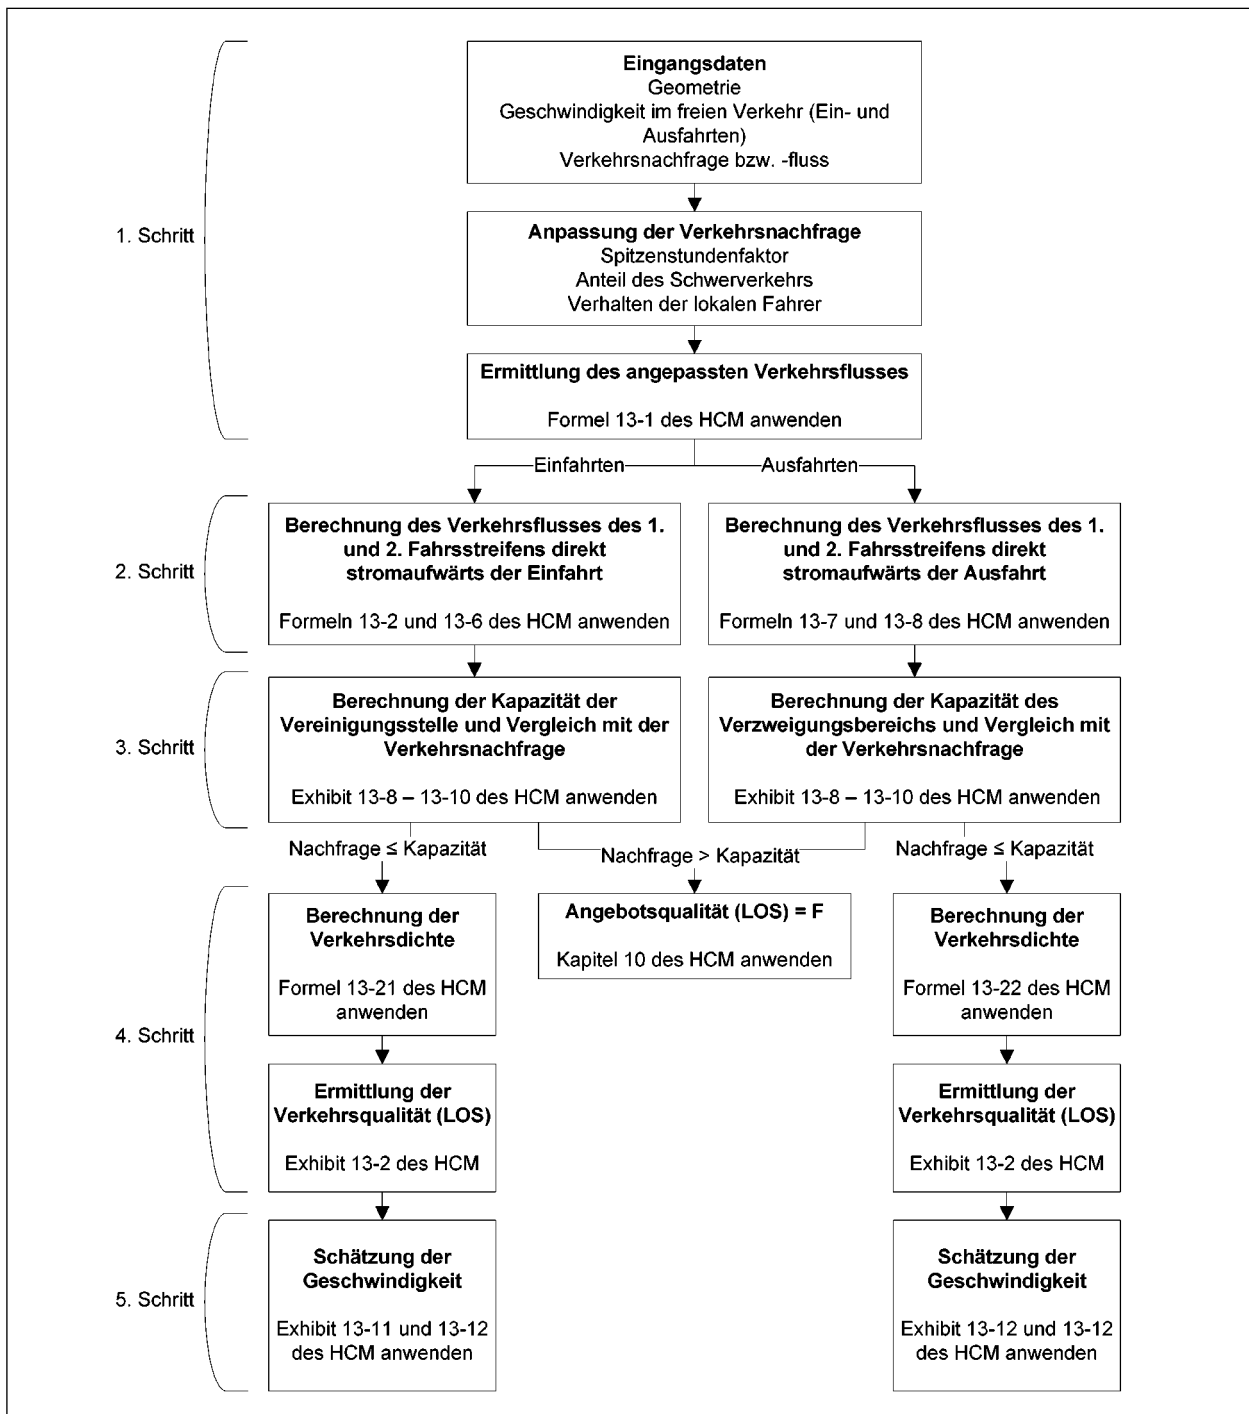 Eingangsdaten
Geometrie
Geschwindigkeit im freien Verkehr (Ein- und
Ausfahrten)
Verkehrsnachfrage bzw. -fluss
1. Schritt
Anpassung der Verkehrsnachfrage
Spitzenstundenfaktor
Anteil des Schwerverkehrs
Verhalten der lokalen Fahrer
Ermittlung des angepassten Verkehrsflusses
Formel 13-1 des HCM anwenden
Einfahrten
Ausfahrten
2. Schritt
Berechnung des Verkehrsflusses des 1.
und 2. Fahrsstreifens direkt
stromaufwärts der Einfahrt
Formeln 13-2 und 13-6 des HCM anwenden
Berechnung des Verkehrsflusses des 1.
und 2. Fahrsstreifens direkt
stromaufwärts der Ausfahrt
Formeln 13-7 und 13-8 des HCM anwenden
3. Schritt
Berechnung der Kapazität der
Vereinigungsstelle und Vergleich mit der
Verkehrsnachfrage
Exhibit 13-8 – 13-10 des HCM anwenden
Berechnung der Kapazität des
Verzweigungsbereichs und Vergleich mit
der Verkehrsnachfrage
Exhibit 13-8 – 13-10 des HCM anwenden
Nachfrage ≤ Kapazität
Nachfrage > Kapazität
Nachfrage ≤ Kapazität
4. Schritt
Berechnung der
Verkehrsdichte
Formel 13-21 des HCM
anwenden
Angebotsqualität (LOS) = F
Kapitel 10 des HCM anwenden
Berechnung der
Verkehrsdichte
Formel 13-22 des HCM
anwenden
Ermittlung der
Verkehrsqualität (LOS)
Exhibit 13-2 des HCM
Ermittlung der
Verkehrsqualität (LOS)
Exhibit 13-2 des HCM
5. Schritt
Schätzung der
Geschwindigkeit
Exhibit 13-11 und 13-12
des HCM anwenden
Schätzung der
Geschwindigkeit
Exhibit 13-12 und 13-12
des HCM anwenden